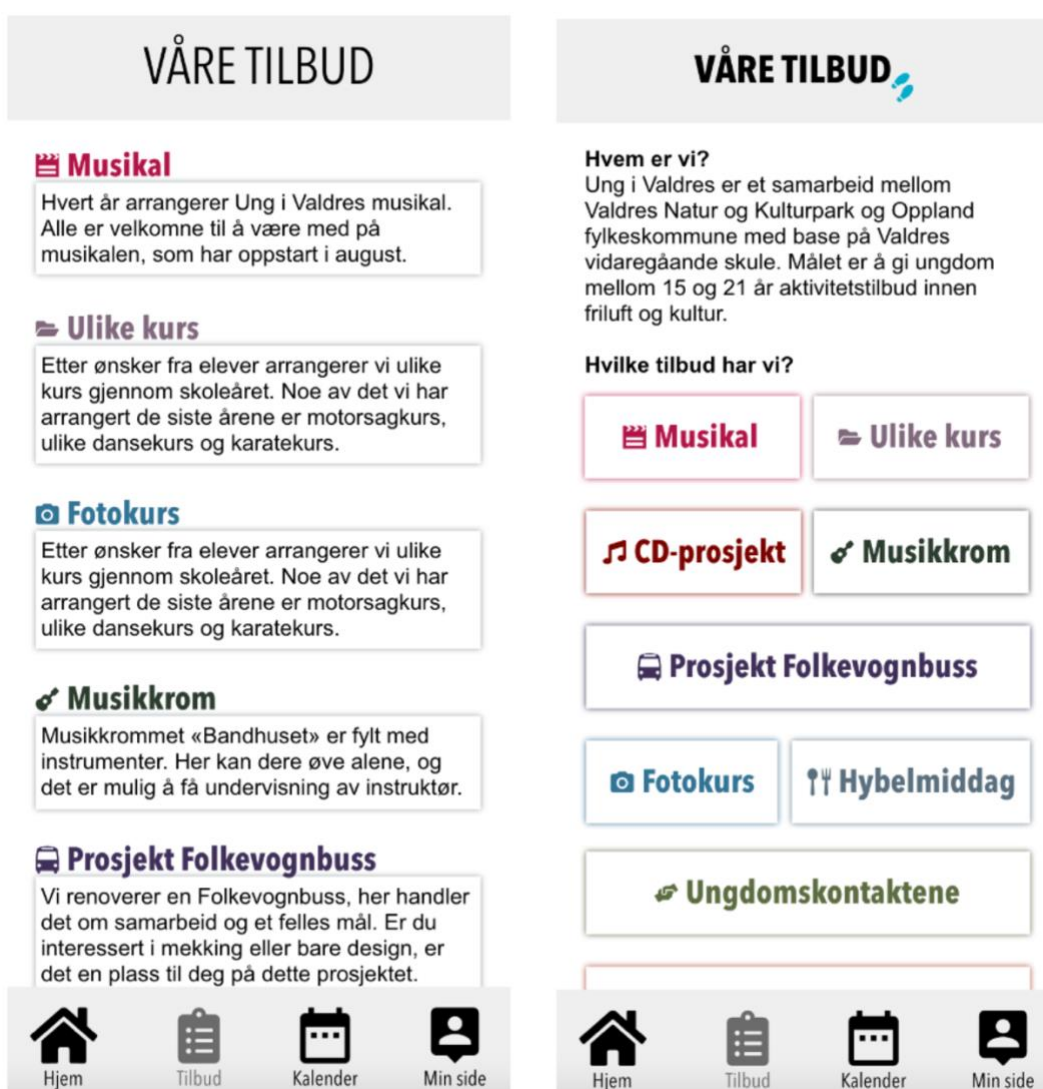 VÅRE TILBUD
Musikal
Hvert år arrangerer Ung i Valdres musikal.
Alle er velkomne til å være med på
musikalen, som har oppstart i august.
Ulike kurs
Etter ønsker fra elever arrangerer vi ulike
kurs gjennom skoleåret. Noe av det vi har
arrangert de siste årene er motorsagkurs,
ulike dansekurs og karatekurs.
Fotokurs
Etter ønsker fra elever arrangerer vi ulike
kurs gjennom skoleåret. Noe av det vi har
arrangert de siste årene er motorsagkurs,
ulike dansekurs og karatekurs.
Musikkrom
Musikkrommet «Bandhuset» er fylt med
instrumenter. Her kan dere øve alene, og
det er mulig å få undervisning av instruktør.
Prosjekt Folkevognbuss
Vi renoverer en Folkevognbuss, her handler
det om samarbeid og et felles mål. Er du
interessert i mekking eller bare design, er
det en plass til deg på dette prosjektet.
Hjem Tilbud Kalender Min side
VÅRE TILBUD
Hvem er vi?
Ung i Valdres er et samarbeid mellom
Valdres Natur og Kulturpark og Oppland
fylkeskommune med base på Valdres
vidaregåande skule. Målet er å gi ungdom
mellom 15 og 21 år aktivitetstilbud innen
friluft og kultur.
Hvilke tilbud har vi?
Musikal Ulike kurs
CD-prosjekt Musikkrom
Prosjekt Folkevognbuss
Fotokurs Hybelmiddag
Ungdomskontaktene
Hjem Tilbud Kalender Min side